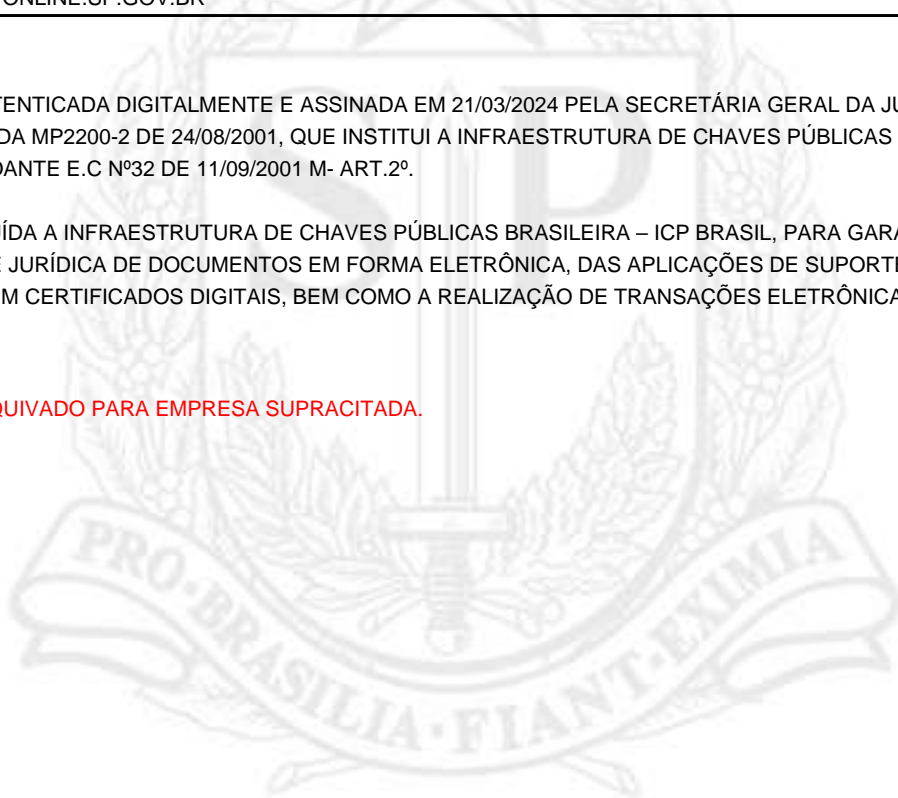 ONLINE.SP.GOV.BR
TENTICADA DIGITALMENTE E ASSINADA EM 21/03/2024 PELA SECRETÁRIA GERAL DA JU
DA MP2200-2 DE 24/08/2001, QUE INSTITUI A INFRAESTRUTURA DE CHAVES PÚBLICAS
DANTE E.C Nº32 DE 11/09/2001 M- ART.2º.
ÍDA A INFRAESTRUTURA DE CHAVES PÚBLICAS BRASILEIRA – ICP BRASIL, PARA GARA
E JURÍDICA DE DOCUMENTOS EM FORMA ELETRÔNICA, DAS APLICAÇÕES DE SUPORTE
M CERTIFICADOS DIGITAIS, BEM COMO A REALIZAÇÃO DE TRANSAÇÕES ELETRÔNICA
QUIVADO PARA EMPRESA SUPRACITADA.
SP
PRO·BRASILIA·FIANT·EXIMIA